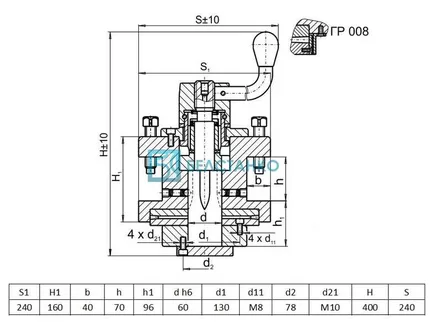 S±10
ГР 008
S₁
H±10
H₁
БЕЛСТАНКО
b
h
h₁
d
4 x d₂₁
d₁
4 x d₁₁
d₂
S1 H1 b h h1 d h6 d1 d11 d2 d21 H S
240 160 40 70 96 60 130 M8 78 M10 400 240